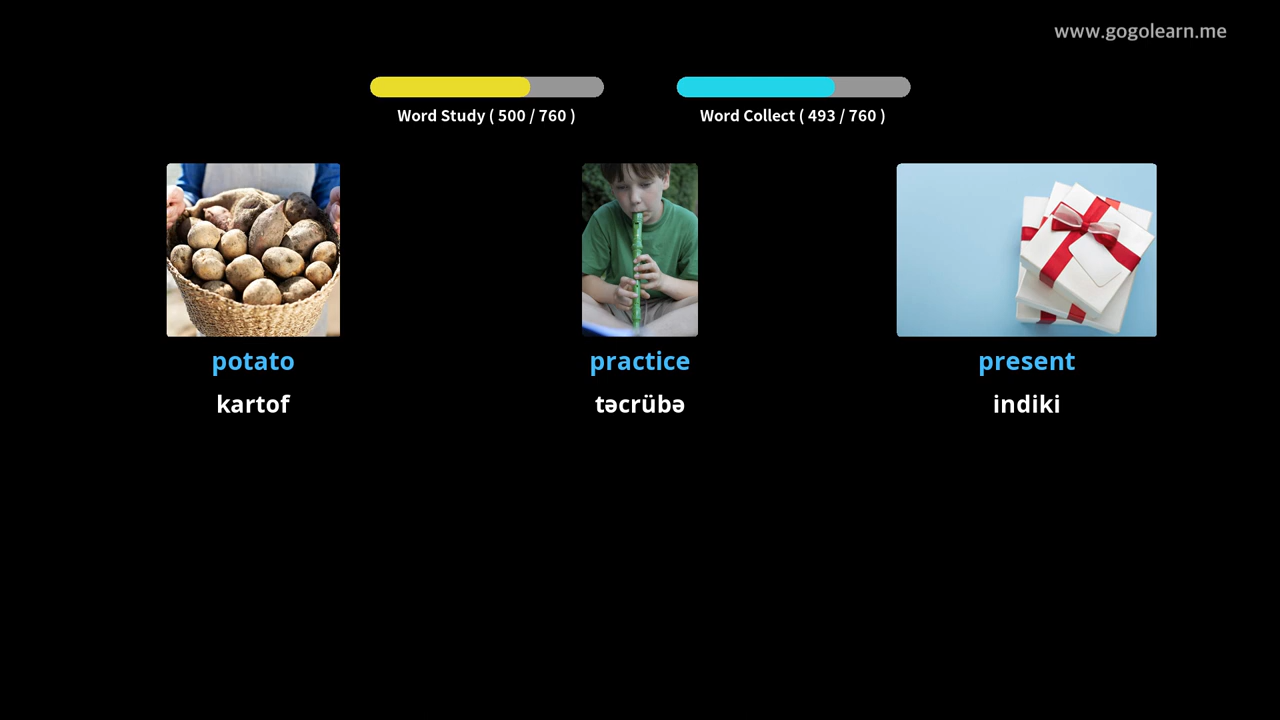 www.gogolearn.me
Word Study ( 500 / 760 )
Word Collect ( 493 / 760 )
potato
practice
present
kartof
təcrübə
indiki